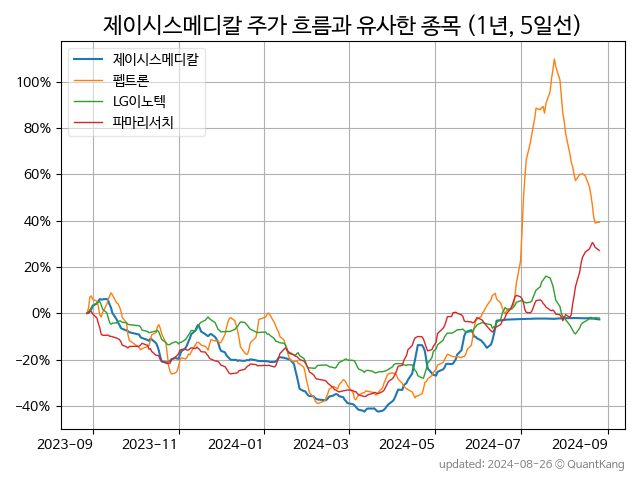 제이시스메디칼 주가 흐름과 유사한 종목 (1년, 5일선)
제이시스메디칼
펩트론
LG이노텍
파마리서치
100%
80%
60%
40%
20%
0%
−20%
−40%
2023-09 2023-11 2024-01 2024-03 2024-05 2024-07 2024-09
updated: 2024-08-26 © QuantKang